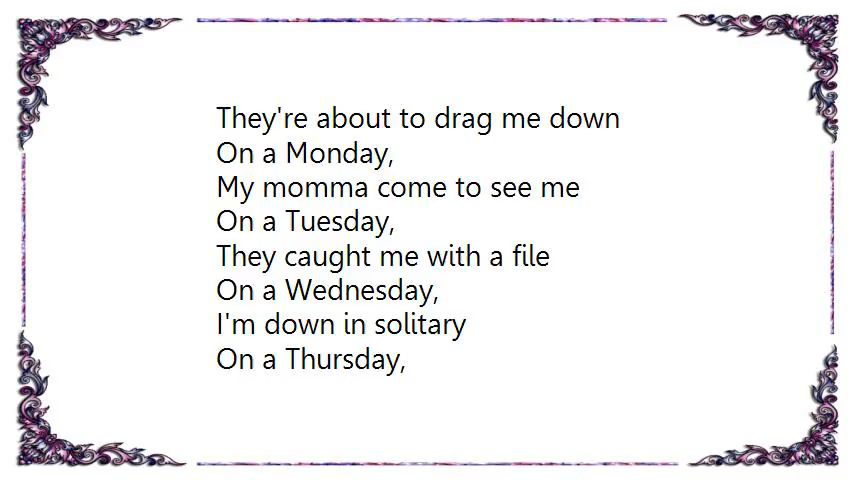 They're about to drag me down
On a Monday,
My momma come to see me
On a Tuesday,
They caught me with a file
On a Wednesday,
I'm down in solitary
On a Thursday,